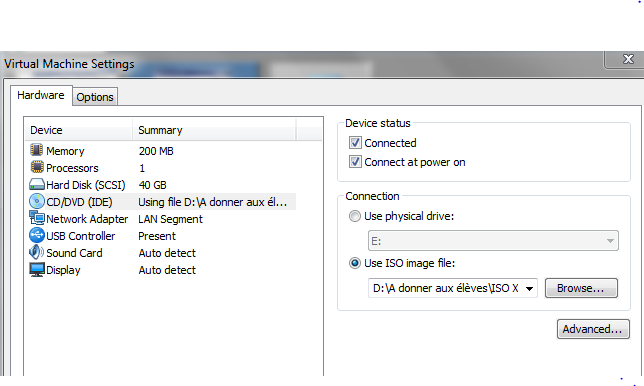 Virtual Machine Settings
Hardware
Options
Device Summary
Memory 200 MB
Processors 1
Hard Disk (SCSI) 40 GB
CD/DVD (IDE) Using file D:\A donner aux él...
Network Adapter LAN Segment
USB Controller Present
Sound Card Auto detect
Display Auto detect
Device status
Connected
Connect at power on
Connection
Use physical drive:
E:
Use ISO image file:
D:\A donner aux élèves\ISO X
Browse...
Advanced...